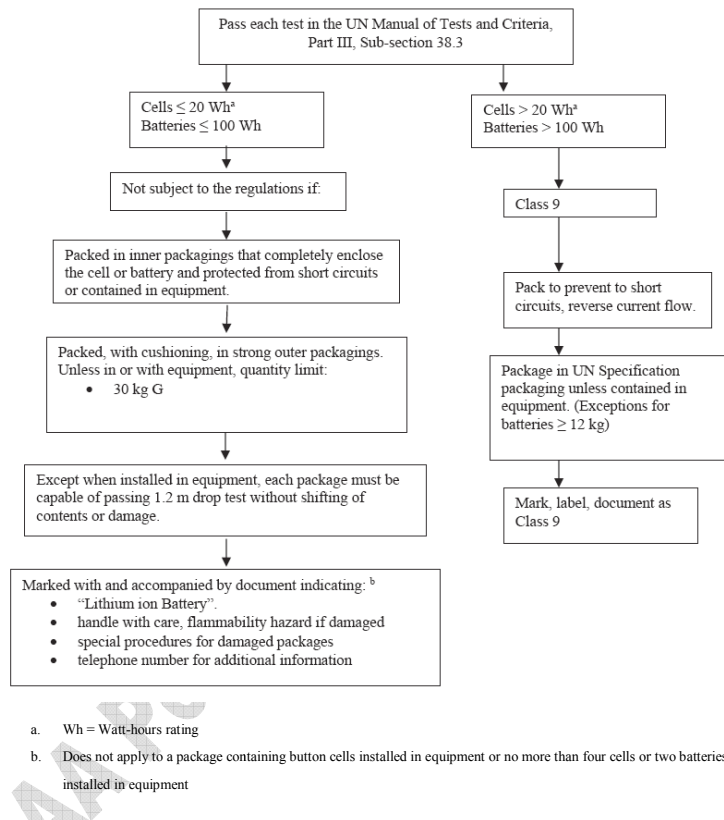 Pass each test in the UN Manual of Tests and Criteria,
Part III, Sub-section 38.3
Cells ≤ 20 Whᵃ
Batteries ≤ 100 Wh
Cells > 20 Whᵃ
Batteries > 100 Wh
Not subject to the regulations if:
Class 9
Packed in inner packagings that completely enclose
the cell or battery and protected from short circuits
or contained in equipment.
Pack to prevent to short
circuits, reverse current flow.
Packed, with cushioning, in strong outer packagings.
Unless in or with equipment, quantity limit:
• 30 kg G
Package in UN Specification
packaging unless contained in
equipment. (Exceptions for
batteries ≥ 12 kg)
Except when installed in equipment, each package must be
capable of passing 1.2 m drop test without shifting of
contents or damage.
Mark, label, document as
Class 9
Marked with and accompanied by document indicating: ᵇ
• “Lithium ion Battery”.
• handle with care, flammability hazard if damaged
• special procedures for damaged packages
• telephone number for additional information
a. Wh = Watt-hours rating
b. Does not apply to a package containing button cells installed in equipment or no more than four cells or two batteries
installed in equipment